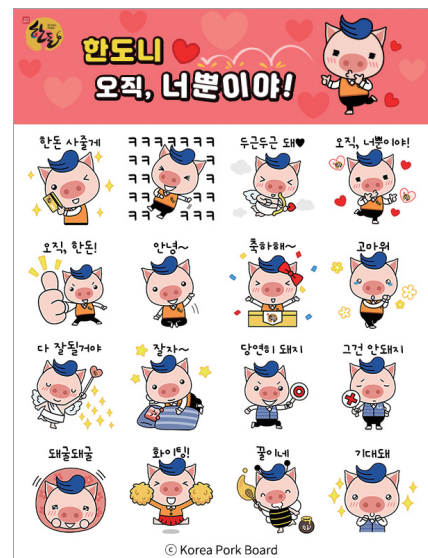 한돈
한도니
오직, 너뿐이야!
한돈 사줄게
ㅋㅋㅋㅋㅋㅋㅋ
ㅋㅋ ㅋㅋ
ㅋㅋ ㅋ
ㅋㅋ ㅋㅋ
ㅋㅋ ㅋㅋㅋ
두근두근 돼♥
오직, 너뿐이야!
오직, 한돈!
안녕~
축하해~
고마워
다 잘될거야
잘자~
당연히 돼지
그건 안돼지
돼굴돼굴
화이팅!
꿀이네
기대돼
© Korea Pork Board